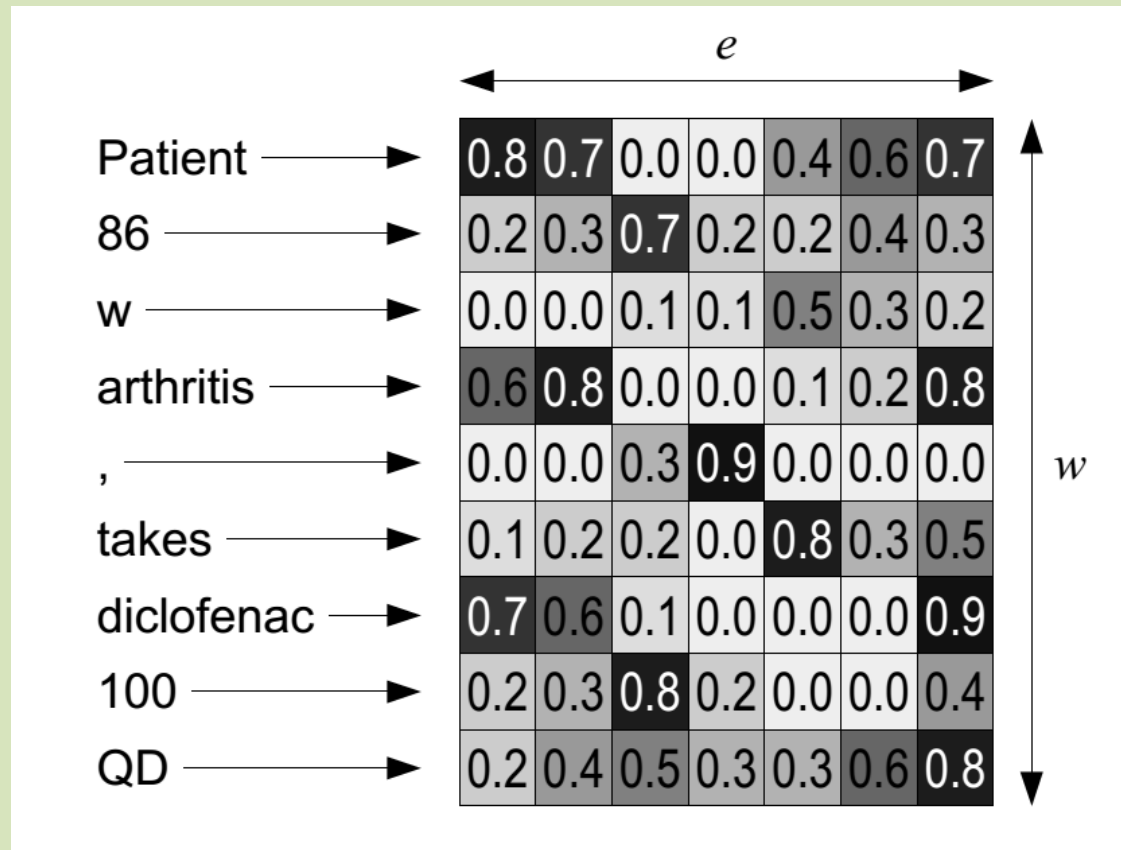 e
Patient 0.8 0.7 0.0 0.0 0.4 0.6 0.7
86 0.2 0.3 0.7 0.2 0.2 0.4 0.3
w 0.0 0.0 0.1 0.1 0.5 0.3 0.2
arthritis 0.6 0.8 0.0 0.0 0.1 0.2 0.8
, 0.0 0.0 0.3 0.9 0.0 0.0 0.0
w
takes 0.1 0.2 0.2 0.0 0.8 0.3 0.5
diclofenac 0.7 0.6 0.1 0.0 0.0 0.0 0.9
100 0.2 0.3 0.8 0.2 0.0 0.0 0.4
QD 0.2 0.4 0.5 0.3 0.3 0.6 0.8